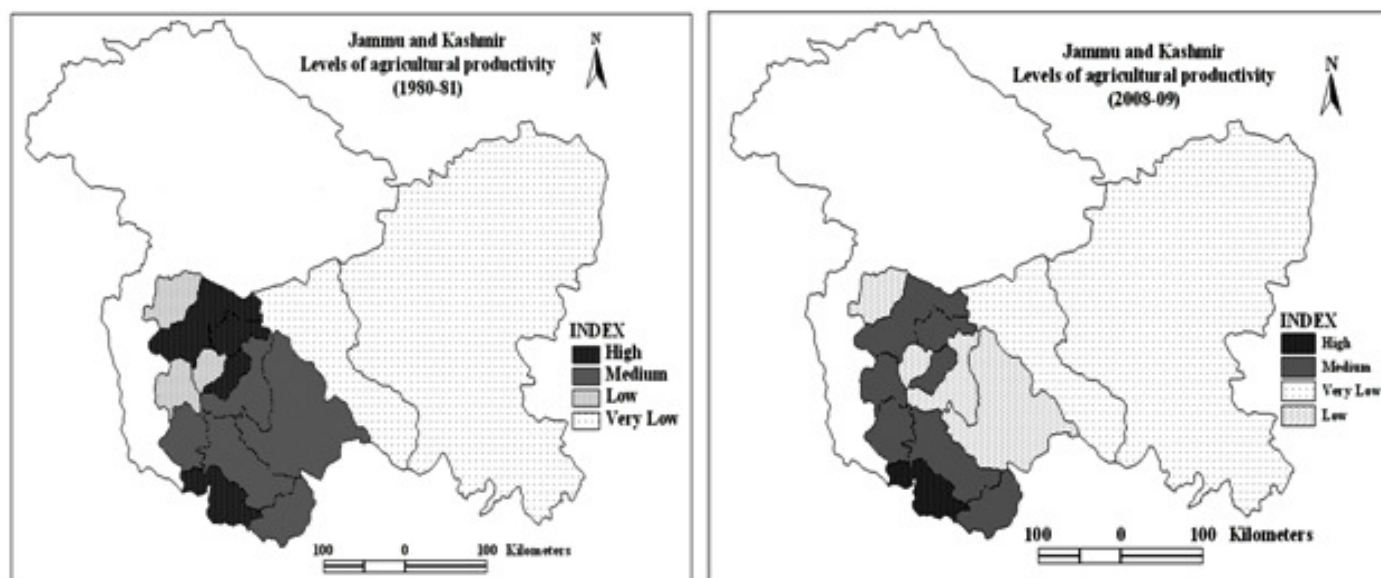 Jammu and Kashmir
Levels of agricultural productivity
(1980-81)
N
INDEX
High
Medium
Low
Very Low
100 0 100 Kilometers
Jammu and Kashmir
Levels of agricultural productivity
(2008-09)
N
INDEX
High
Medium
Very Low
Low
100 0 100
Kilometers